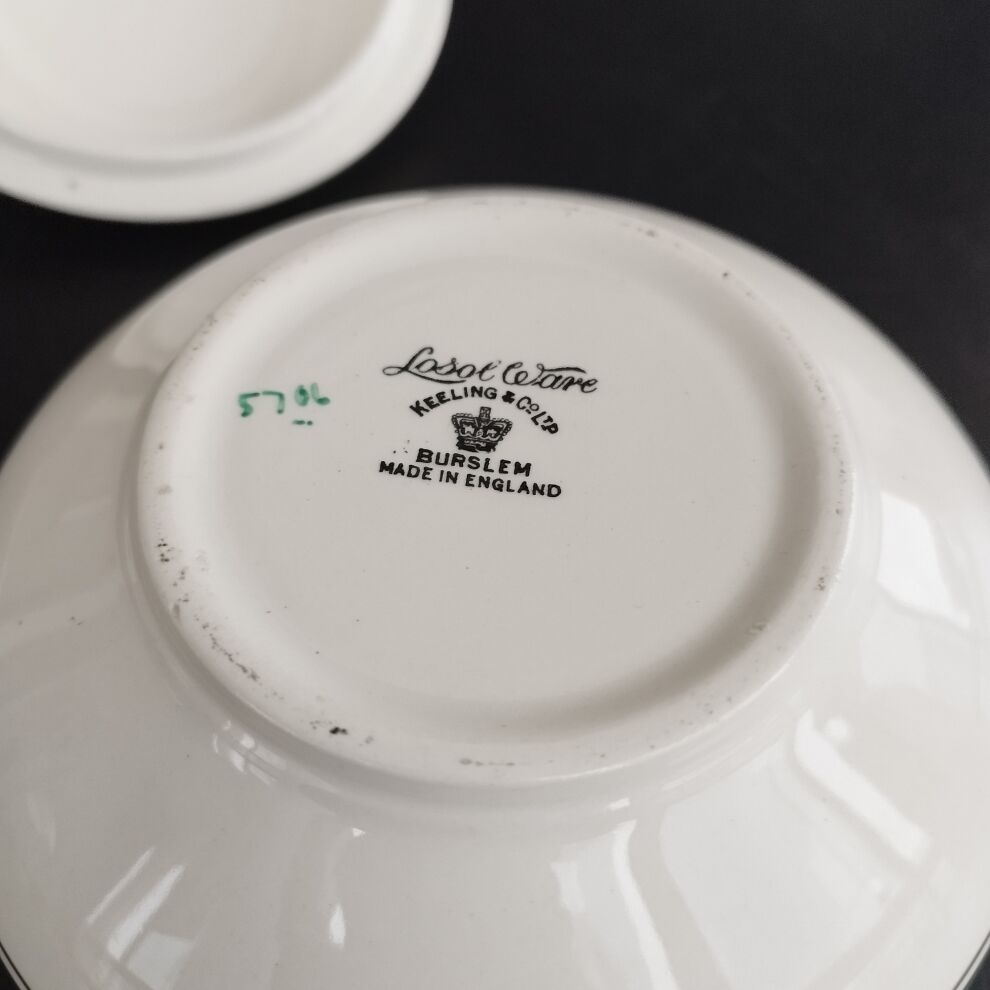 Losol Ware
KEELING & Co LTD
BURSLEM
MADE IN ENGLAND
5706